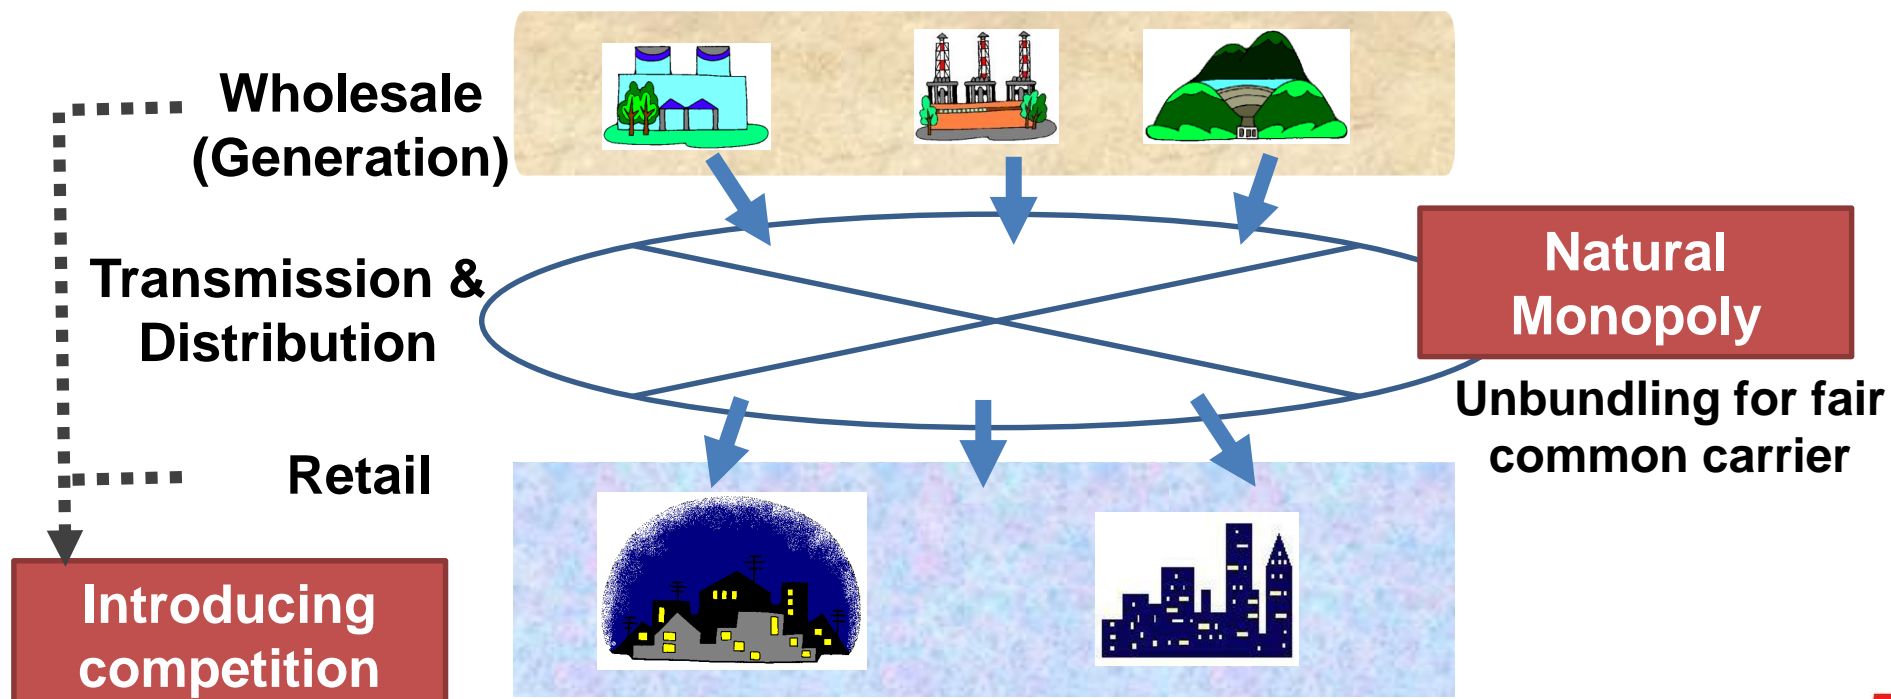 Wholesale
(Generation)
Transmission &
Distribution
Natural
Monopoly
Unbundling for fair
common carrier
Retail
Introducing
competition